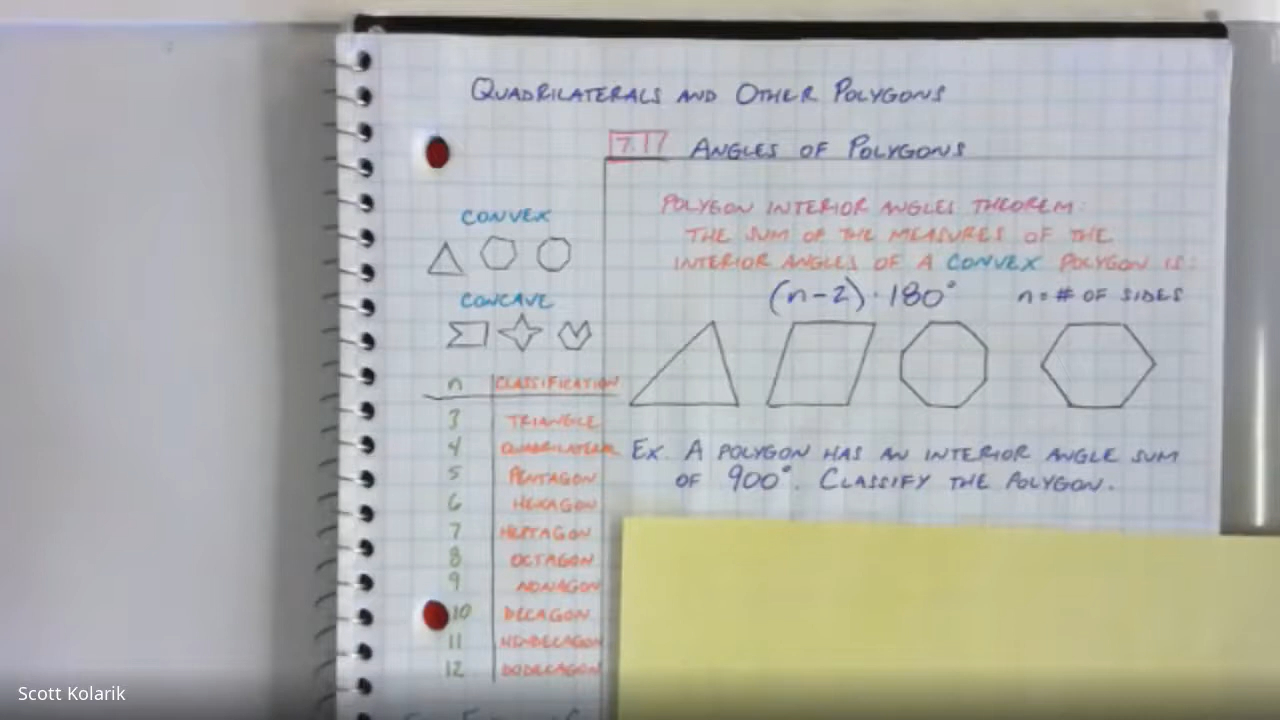 QUADRILATERALS AND OTHER POLYGONS
7.1 ANGLES OF POLYGONS
CONVEX
CONCAVE
n CLASSIFICATION
3 TRIANGLE
4 QUADRILATERAL
5 PENTAGON
6 HEXAGON
7 HEPTAGON
8 OCTAGON
9 NONAGON
10 DECAGON
11 HENDECAGON
12 DODECAGON
POLYGON INTERIOR ANGLES THEOREM:
THE SUM OF THE MEASURES OF THE
INTERIOR ANGLES OF A CONVEX POLYGON IS:
(n-2)·180° n = # OF SIDES
EX. A POLYGON HAS AN INTERIOR ANGLE SUM
OF 900°. CLASSIFY THE POLYGON.
Scott Kolarik